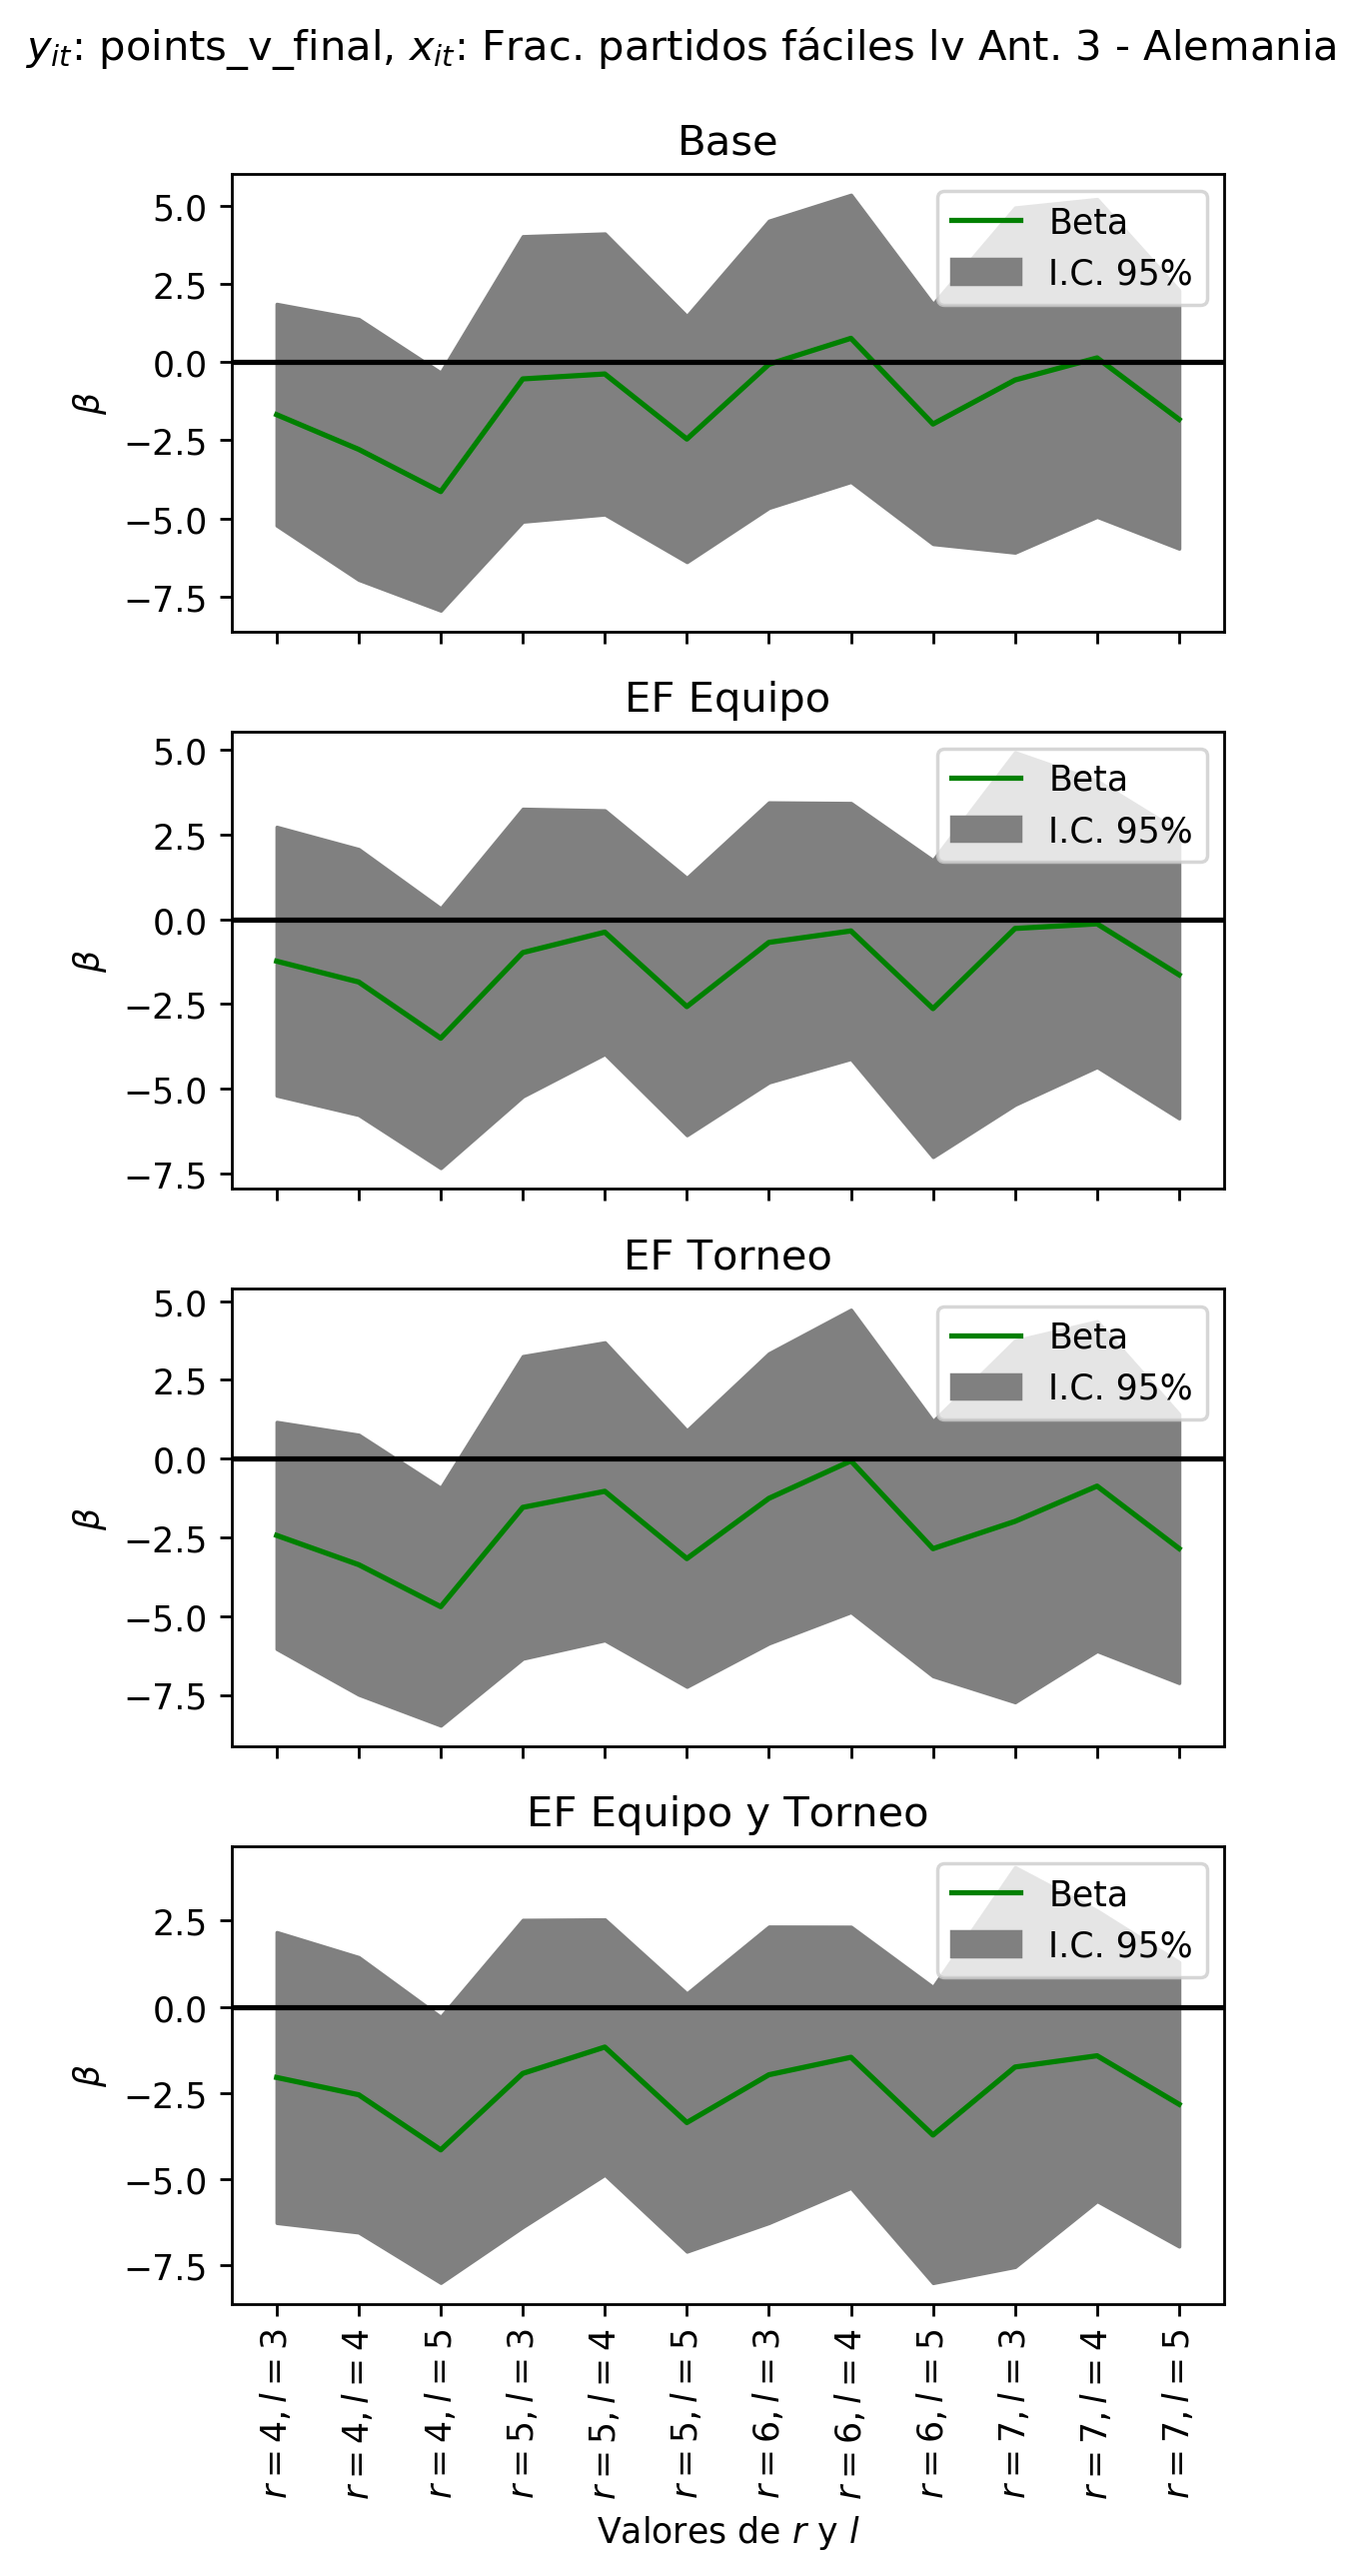 y_it: points_v_final, x_it: Frac. partidos fáciles lv Ant. 3 - Alemania
Base
5.0
2.5
0.0
−2.5
−5.0
−7.5
β
Beta
I.C. 95%
EF Equipo
5.0
2.5
0.0
−2.5
−5.0
−7.5
β
Beta
I.C. 95%
EF Torneo
5.0
2.5
0.0
−2.5
−5.0
−7.5
β
Beta
I.C. 95%
EF Equipo y Torneo
2.5
0.0
−2.5
−5.0
−7.5
β
Beta
I.C. 95%
r = 4, l = 3
r = 4, l = 4
r = 4, l = 5
r = 5, l = 3
r = 5, l = 4
r = 5, l = 5
r = 6, l = 3
r = 6, l = 4
r = 6, l = 5
r = 7, l = 3
r = 7, l = 4
r = 7, l = 5
Valores de r y l